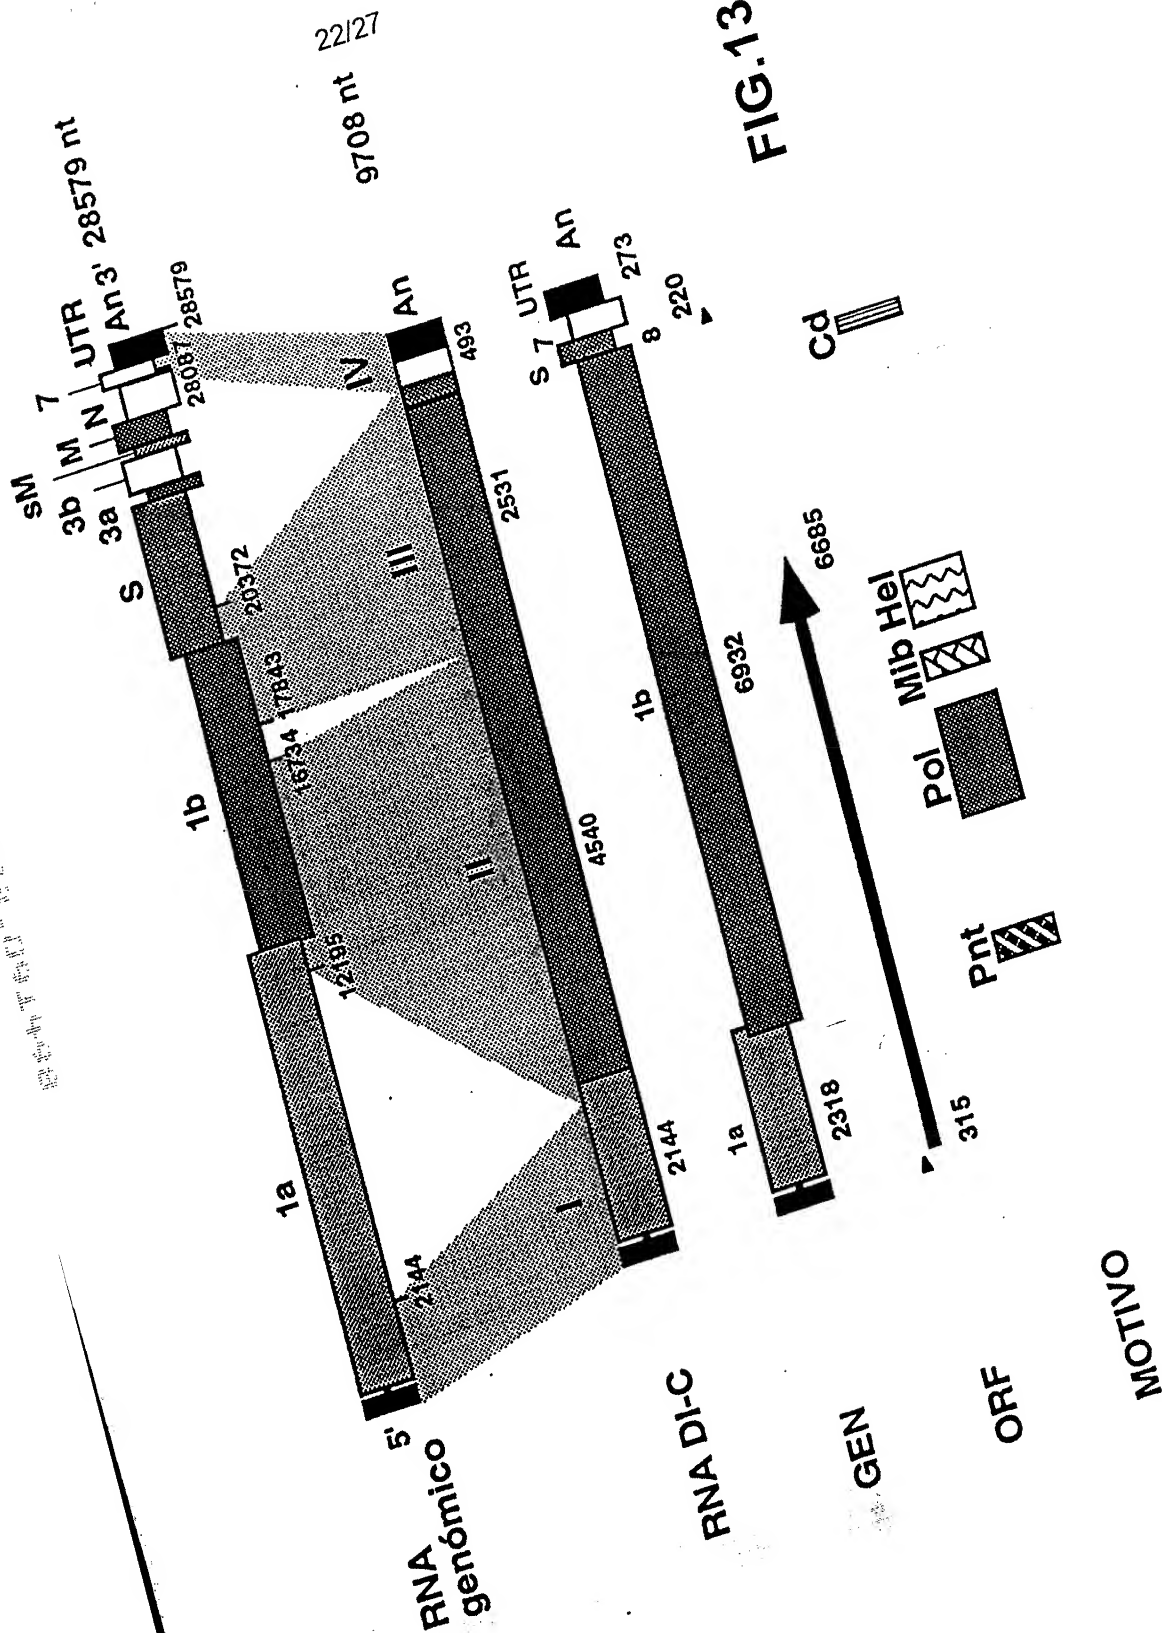 22/27
sM
3b M 7
3a N UTR
S An 3' 28579 nt
1b
1a
5'
RNA
genómico
2144
12195
16734
17843
20372
28087
28579
I
II
III
IV
An
9708 nt
RNA DI-C
2144
4540
2531
493
GEN
1a
1b
S 7 UTR
An
2318
6932
8
273
ORF
315
6685
220
MOTIVO
Pnt
Pol
Mib
Hel
Cd
FIG.13